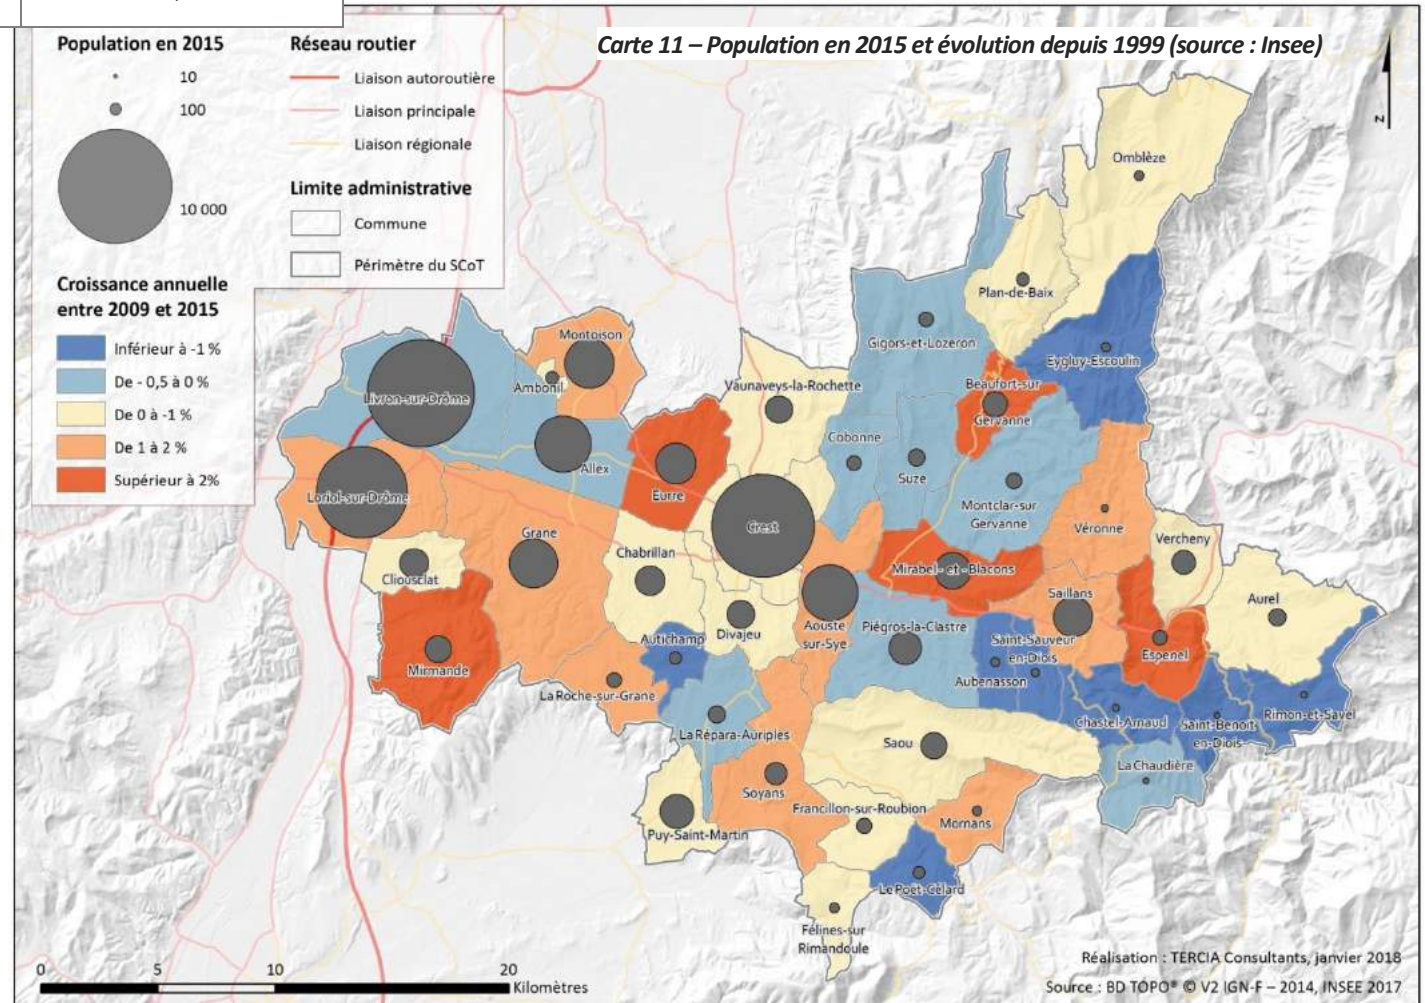 Carte 11 – Population en 2015 et évolution depuis 1999 (source : Insee)
Population en 2015
10
100
10 000
Réseau routier
Liaison autoroutière
Liaison principale
Liaison régionale
Limite administrative
Commune
Périmètre du SCoT
Croissance annuelle
entre 2009 et 2015
Inférieur à -1 %
De - 0,5 à 0 %
De 0 à -1 %
De 1 à 2 %
Supérieur à 2%
N
Omblèze
Plan-de-Baix
Gigors-et-Lozeron
Eygluy-Escoulin
Montoison
Ambonil
Livron-sur-Drôme
Vaunaveys-la-Rochette
Beaufort-sur
Gervanne
Cobonne
Allex
Suze
Eurre
Loriol-sur-Drôme
Montclar-sur
Gervanne
Crest
Véronne
Grane
Vercheny
Chabrillan
Cliousclat
Mirabel - et - Blacons
Saillans
Aurel
Aouste
sur-Sye
Piégros-la-Clastre
Divajeu
Autichamp
Saint-Sauveur
en-Diois
Espenel
Mirmande
Aubenasson
La Roche-sur-Grane
Chastel-Arnaud
Saint-Benoit
en-Diois
Rimon-et-Savel
La Répara-Auriples
Saou
La Chaudière
Soyans
Francillon-sur-Roubion
Mornans
Puy-Saint-Martin
Le Poët-Célard
Félines-sur
Rimandoule
0
5
10
20
Kilomètres
Réalisation : TERCIA Consultants, janvier 2018
Source : BD TOPO® © V2 IGN-F – 2014, INSEE 2017